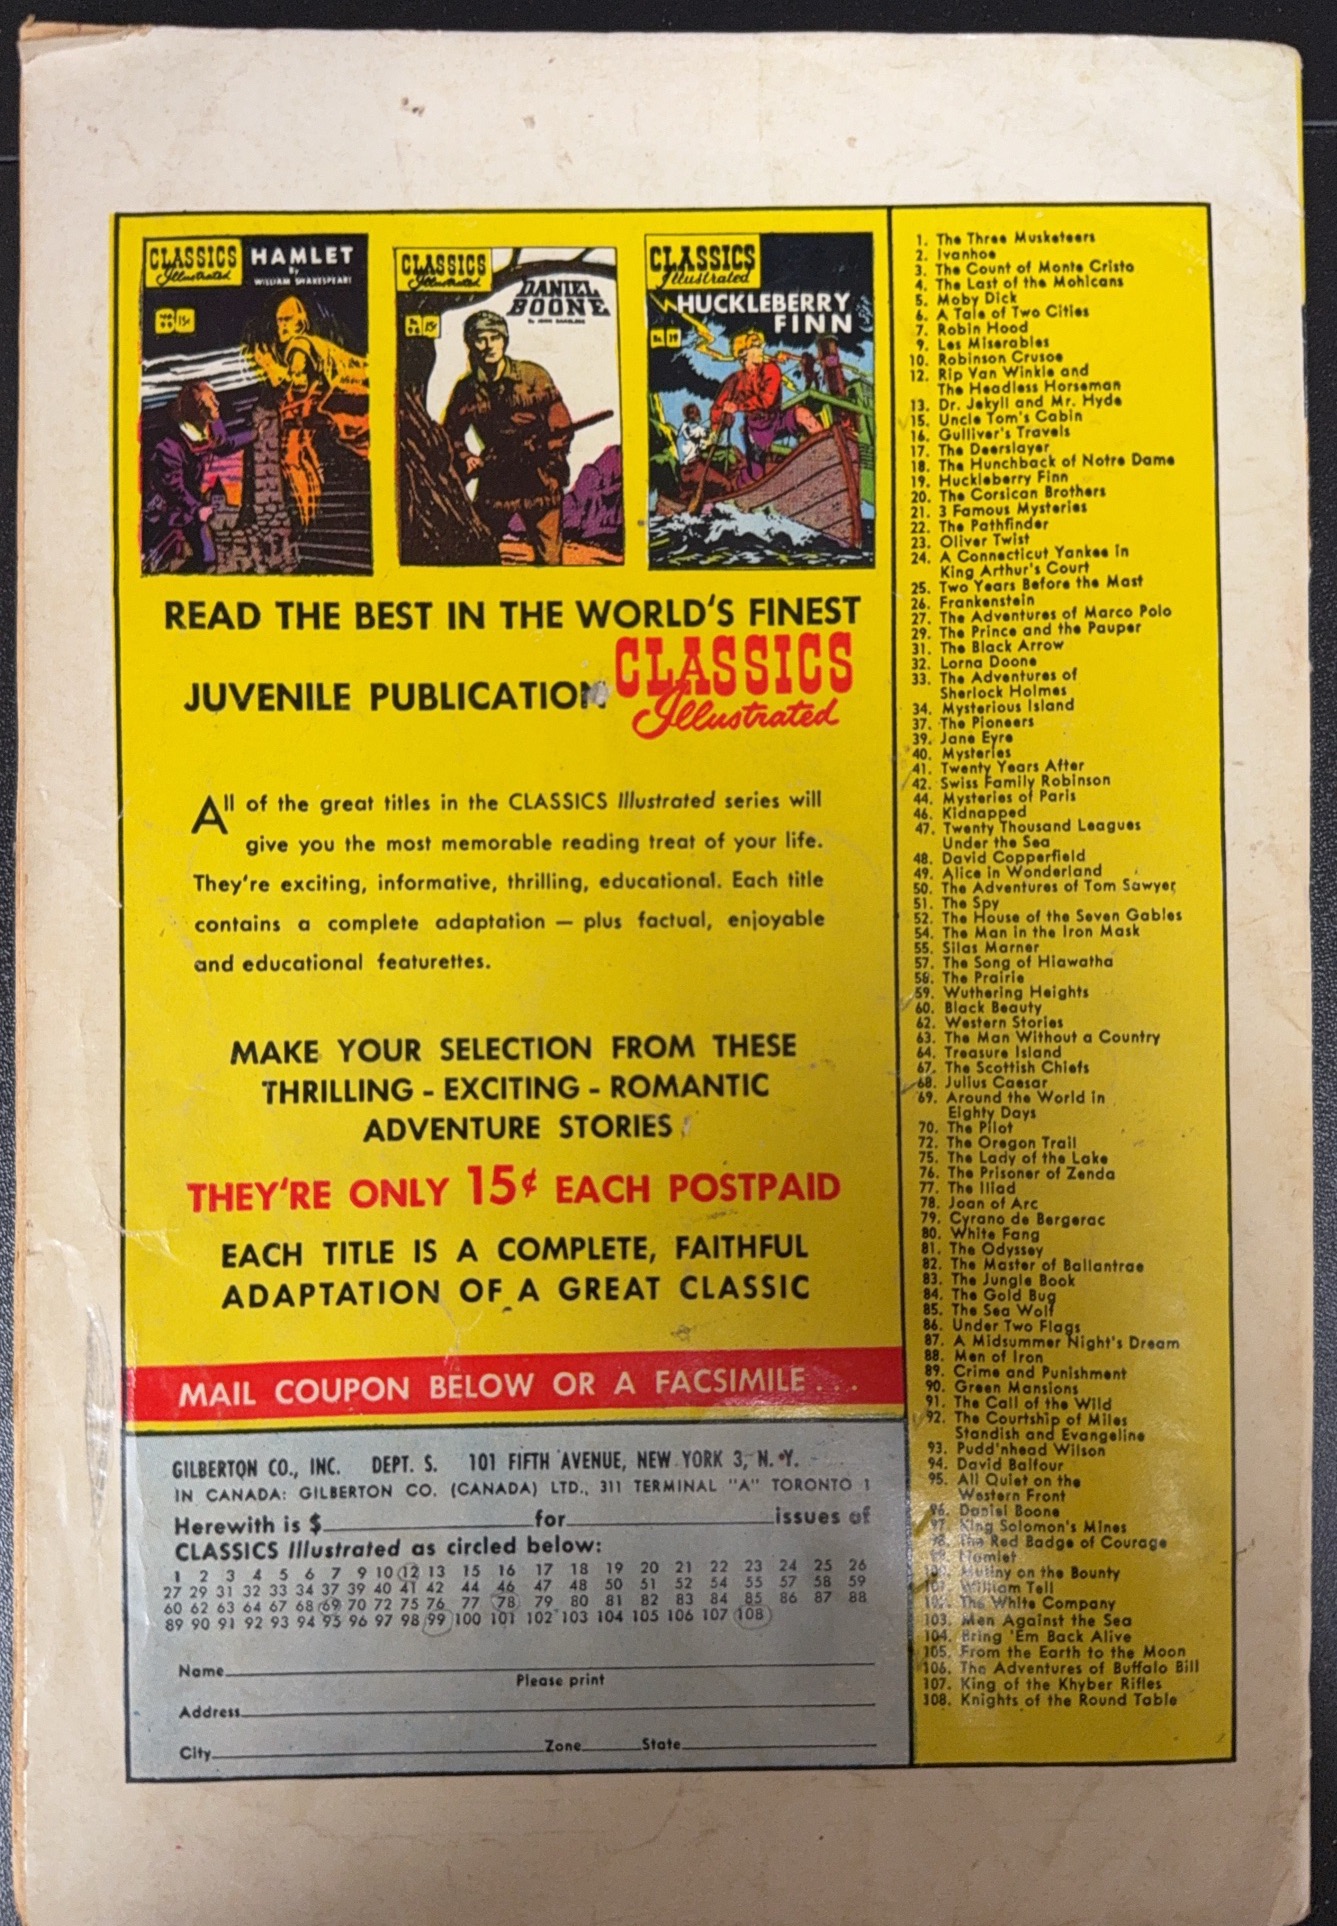 CLASSICS
Illustrated
HAMLET
By
WILLIAM SHAKESPEARE
15¢
CLASSICS
Illustrated
DANIEL
BOONE
No.
96
15¢
CLASSICS
Illustrated
HUCKLEBERRY
FINN
No. 19
READ THE BEST IN THE WORLD'S FINEST
JUVENILE PUBLICATION CLASSICS
Illustrated
All of the great titles in the CLASSICS Illustrated series will
give you the most memorable reading treat of your life.
They're exciting, informative, thrilling, educational. Each title
contains a complete adaptation — plus factual, enjoyable
and educational featurettes.
MAKE YOUR SELECTION FROM THESE
THRILLING - EXCITING - ROMANTIC
ADVENTURE STORIES
THEY'RE ONLY 15¢ EACH POSTPAID
EACH TITLE IS A COMPLETE, FAITHFUL
ADAPTATION OF A GREAT CLASSIC
MAIL COUPON BELOW OR A FACSIMILE . . .
GILBERTON CO., INC. DEPT. S. 101 FIFTH AVENUE, NEW YORK 3, N. Y.
IN CANADA: GILBERTON CO. (CANADA) LTD., 311 TERMINAL "A" TORONTO 1
Herewith is $ for issues of
CLASSICS Illustrated as circled below:
1 2 3 4 5 6 7 9 10 12 13 15 16 17 18 19 20 21 22 23 24 25 26
27 29 31 32 33 34 37 39 40 41 42 44 46 47 48 50 51 52 54 55 57 58 59
60 62 63 64 67 68 69 70 72 75 76 77 78 79 80 81 82 83 84 85 86 87 88
89 90 91 92 93 94 95 96 97 98 99 100 101 102 103 104 105 106 107 108
Name
Please print
Address
City Zone State
1. The Three Musketeers
2. Ivanhoe
3. The Count of Monte Cristo
4. The Last of the Mohicans
5. Moby Dick
6. A Tale of Two Cities
7. Robin Hood
9. Les Miserables
10. Robinson Crusoe
12. Rip Van Winkle and
The Headless Horseman
13. Dr. Jekyll and Mr. Hyde
15. Uncle Tom's Cabin
16. Gulliver's Travels
17. The Deerslayer
18. The Hunchback of Notre Dame
19. Huckleberry Finn
20. The Corsican Brothers
21. 3 Famous Mysteries
22. The Pathfinder
23. Oliver Twist
24. A Connecticut Yankee in
King Arthur's Court
25. Two Years Before the Mast
26. Frankenstein
27. The Adventures of Marco Polo
29. The Prince and the Pauper
31. The Black Arrow
32. Lorna Doone
33. The Adventures of
Sherlock Holmes
34. Mysterious Island
37. The Pioneers
39. Jane Eyre
40. Mysteries
41. Twenty Years After
42. Swiss Family Robinson
44. Mysteries of Paris
46. Kidnapped
47. Twenty Thousand Leagues
Under the Sea
48. David Copperfield
49. Alice in Wonderland
50. The Adventures of Tom Sawyer
51. The Spy
52. The House of the Seven Gables
54. The Man in the Iron Mask
55. Silas Marner
57. The Song of Hiawatha
58. The Prairie
59. Wuthering Heights
60. Black Beauty
62. Western Stories
63. The Man Without a Country
64. Treasure Island
67. The Scottish Chiefs
68. Julius Caesar
69. Around the World in
Eighty Days
70. The Pilot
72. The Oregon Trail
75. The Lady of the Lake
76. The Prisoner of Zenda
77. The Iliad
78. Joan of Arc
79. Cyrano de Bergerac
80. White Fang
81. The Odyssey
82. The Master of Ballantrae
83. The Jungle Book
84. The Gold Bug
85. The Sea Wolf
86. Under Two Flags
87. A Midsummer Night's Dream
88. Men of Iron
89. Crime and Punishment
90. Green Mansions
91. The Call of the Wild
92. The Courtship of Miles
Standish and Evangeline
93. Pudd'nhead Wilson
94. David Balfour
95. All Quiet on the
Western Front
96. Daniel Boone
97. King Solomon's Mines
98. The Red Badge of Courage
99. Hamlet
100. Mutiny on the Bounty
101. William Tell
102. The White Company
103. Men Against the Sea
104. Bring 'Em Back Alive
105. From the Earth to the Moon
106. The Adventures of Buffalo Bill
107. King of the Khyber Rifles
108. Knights of the Round Table